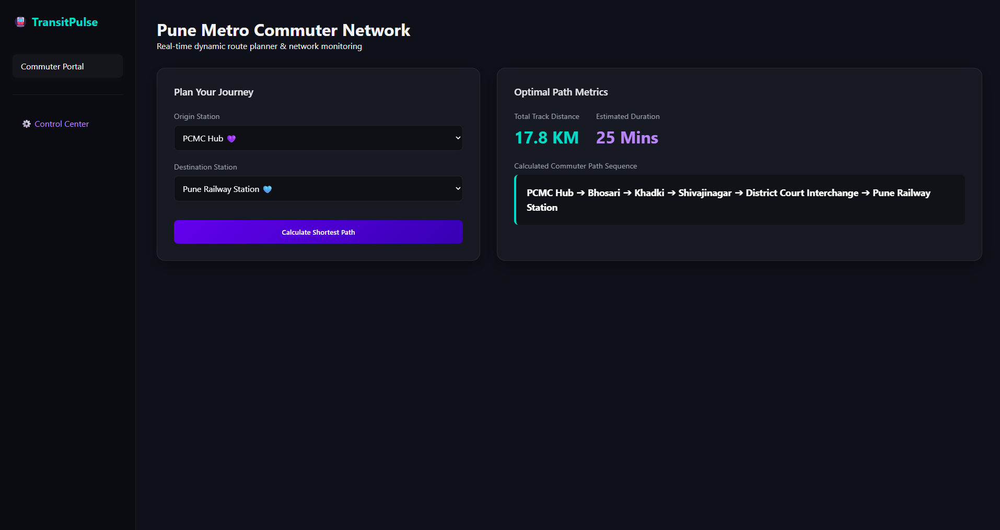 TransitPulse
Commuter Portal
Control Center
Pune Metro Commuter Network
Real-time dynamic route planner & network monitoring
Plan Your Journey
Origin Station
PCMC Hub 💜
Destination Station
Pune Railway Station 🩵
Calculate Shortest Path
Optimal Path Metrics
Total Track Distance
Estimated Duration
17.8 KM
25 Mins
Calculated Commuter Path Sequence
PCMC Hub → Bhosari → Khadki → Shivajinagar → District Court Interchange → Pune Railway
Station